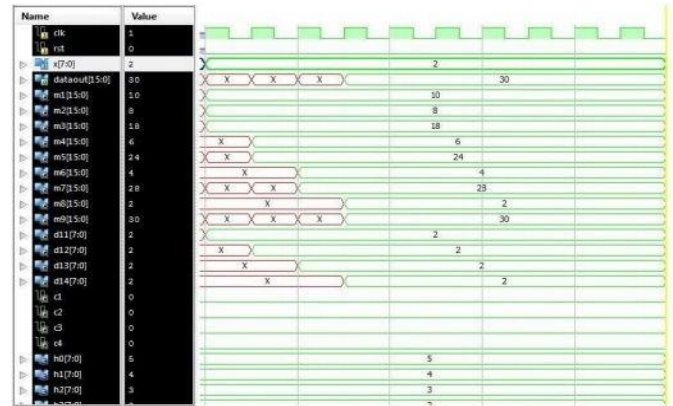 Name Value
clk 1
rst 0
x[7:0] 2 2
dataout[15:0] 30 X X X 30
m1[15:0] 10 10
m2[15:0] 8 8
m3[15:0] 18 18
m4[15:0] 6 X 6
m5[15:0] 24 X 24
m6[15:0] 4 X 4
m7[15:0] 28 X X 28
m8[15:0] 2 X 2
m9[15:0] 30 X X X 30
d11[7:0] 2 2
d12[7:0] 2 X 2
d13[7:0] 2 X 2
d14[7:0] 2 X 2
c1 0
c2 0
c3 0
c4 0
h0[7:0] 5 5
h1[7:0] 4 4
h2[7:0] 3 3